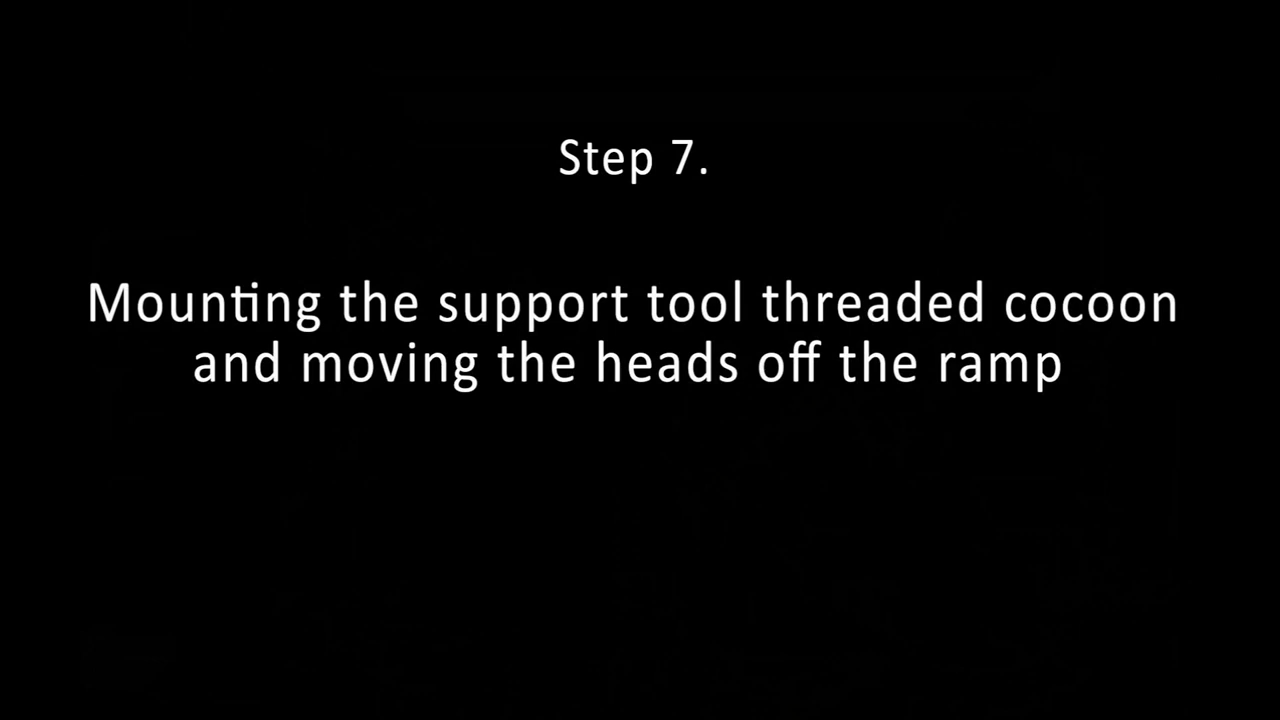 Step 7.
Mounting the support tool threaded cocoon
and moving the heads off the ramp